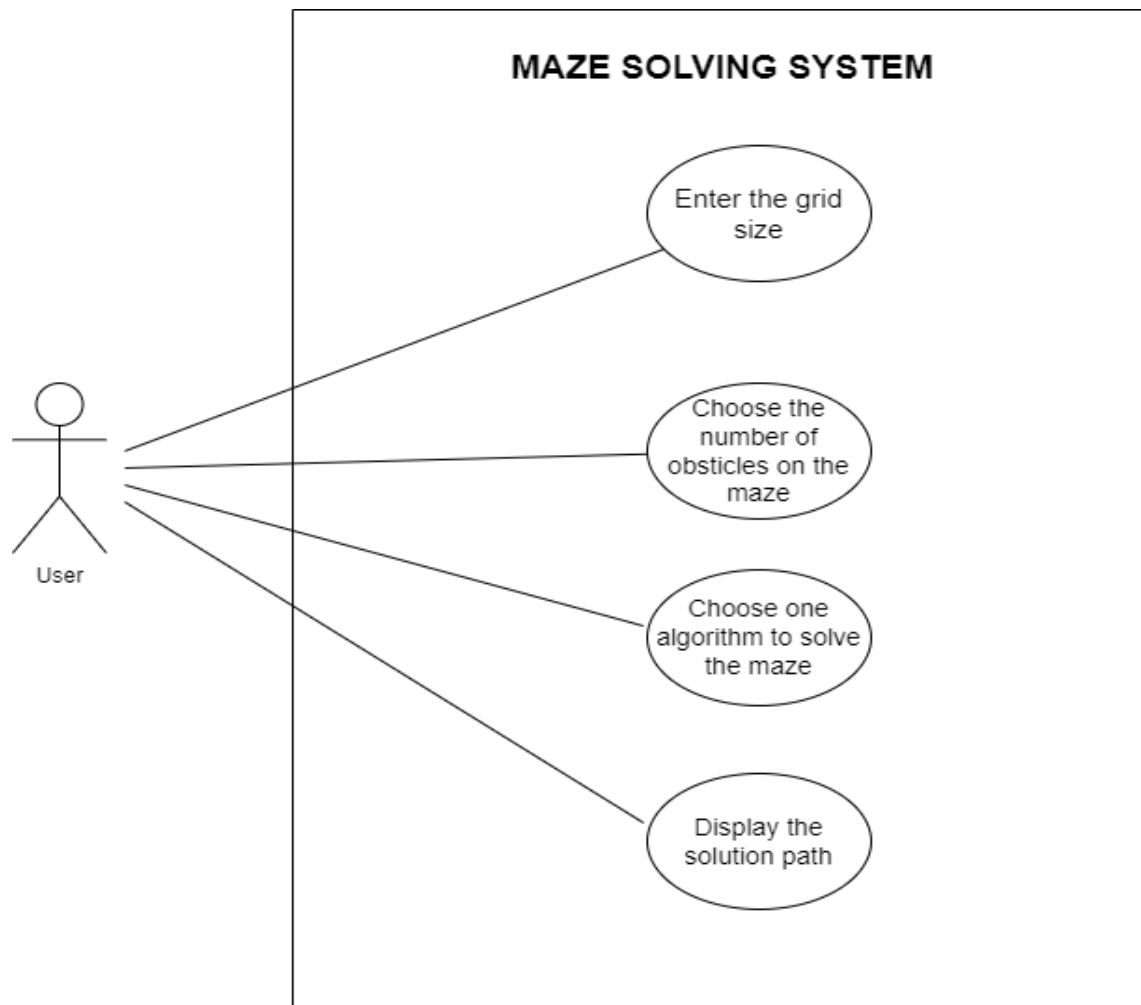 MAZE SOLVING SYSTEM
Enter the grid
size
Choose the
number of
obsticles on the
maze
User
Choose one
algorithm to solve
the maze
Display the
solution path